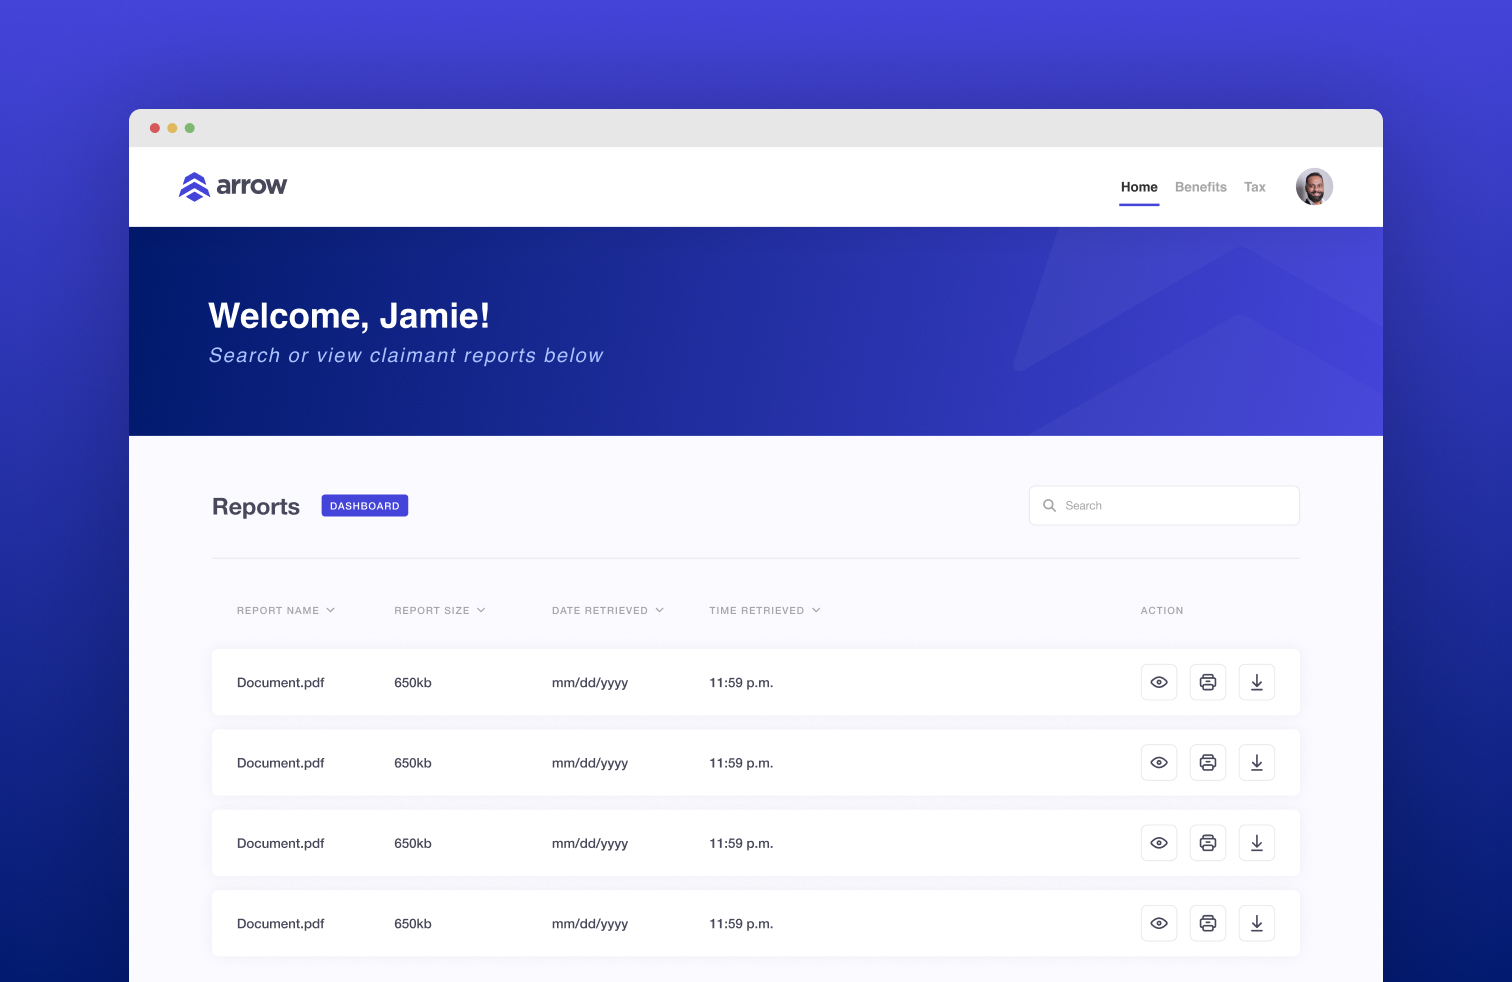 arrow
Home Benefits Tax
Welcome, Jamie!
Search or view claimant reports below
Reports DASHBOARD Search
REPORT NAME REPORT SIZE DATE RETRIEVED TIME RETRIEVED ACTION
Document.pdf 650kb mm/dd/yyyy 11:59 p.m.
Document.pdf 650kb mm/dd/yyyy 11:59 p.m.
Document.pdf 650kb mm/dd/yyyy 11:59 p.m.
Document.pdf 650kb mm/dd/yyyy 11:59 p.m.